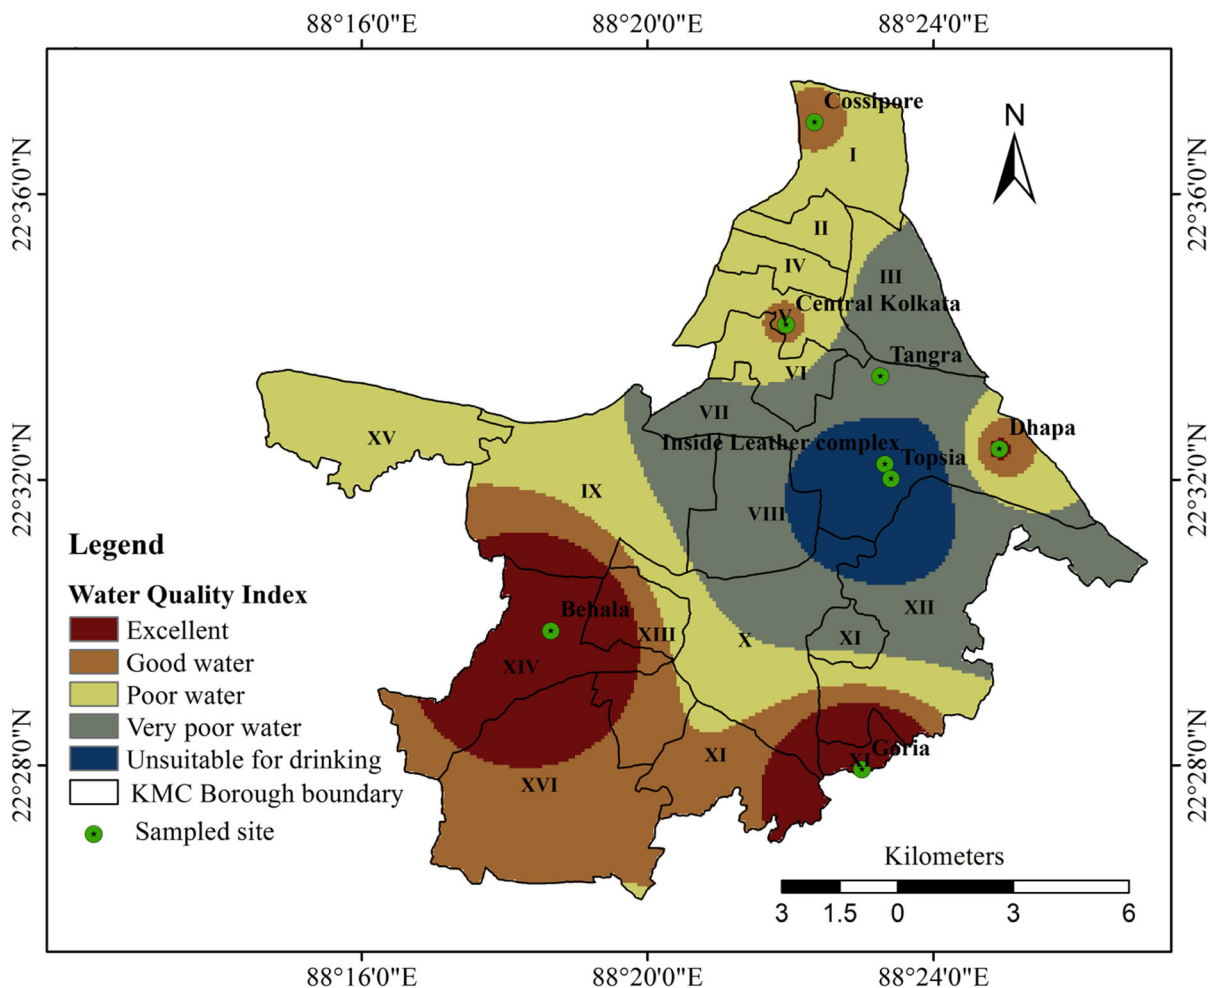 88°16'0"E
88°20'0"E
88°24'0"E
Cossipore
N
I
22°36'0"N
22°36'0"N
II
IV
III
Central Kolkata
V
Tangra
VI
VII
Dhapa
XV
Inside Leather complex
Topsia
22°32'0"N
22°32'0"N
IX
VIII
Legend
Water Quality Index
Excellent
Good water
Poor water
Very poor water
Unsuitable for drinking
KMC Borough boundary
Sampled site
Behala
XII
XIII
X
XI
XIV
Goria
XI
XI
XVI
22°28'0"N
22°28'0"N
Kilometers
3 1.5 0 3 6
88°16'0"E
88°20'0"E
88°24'0"E